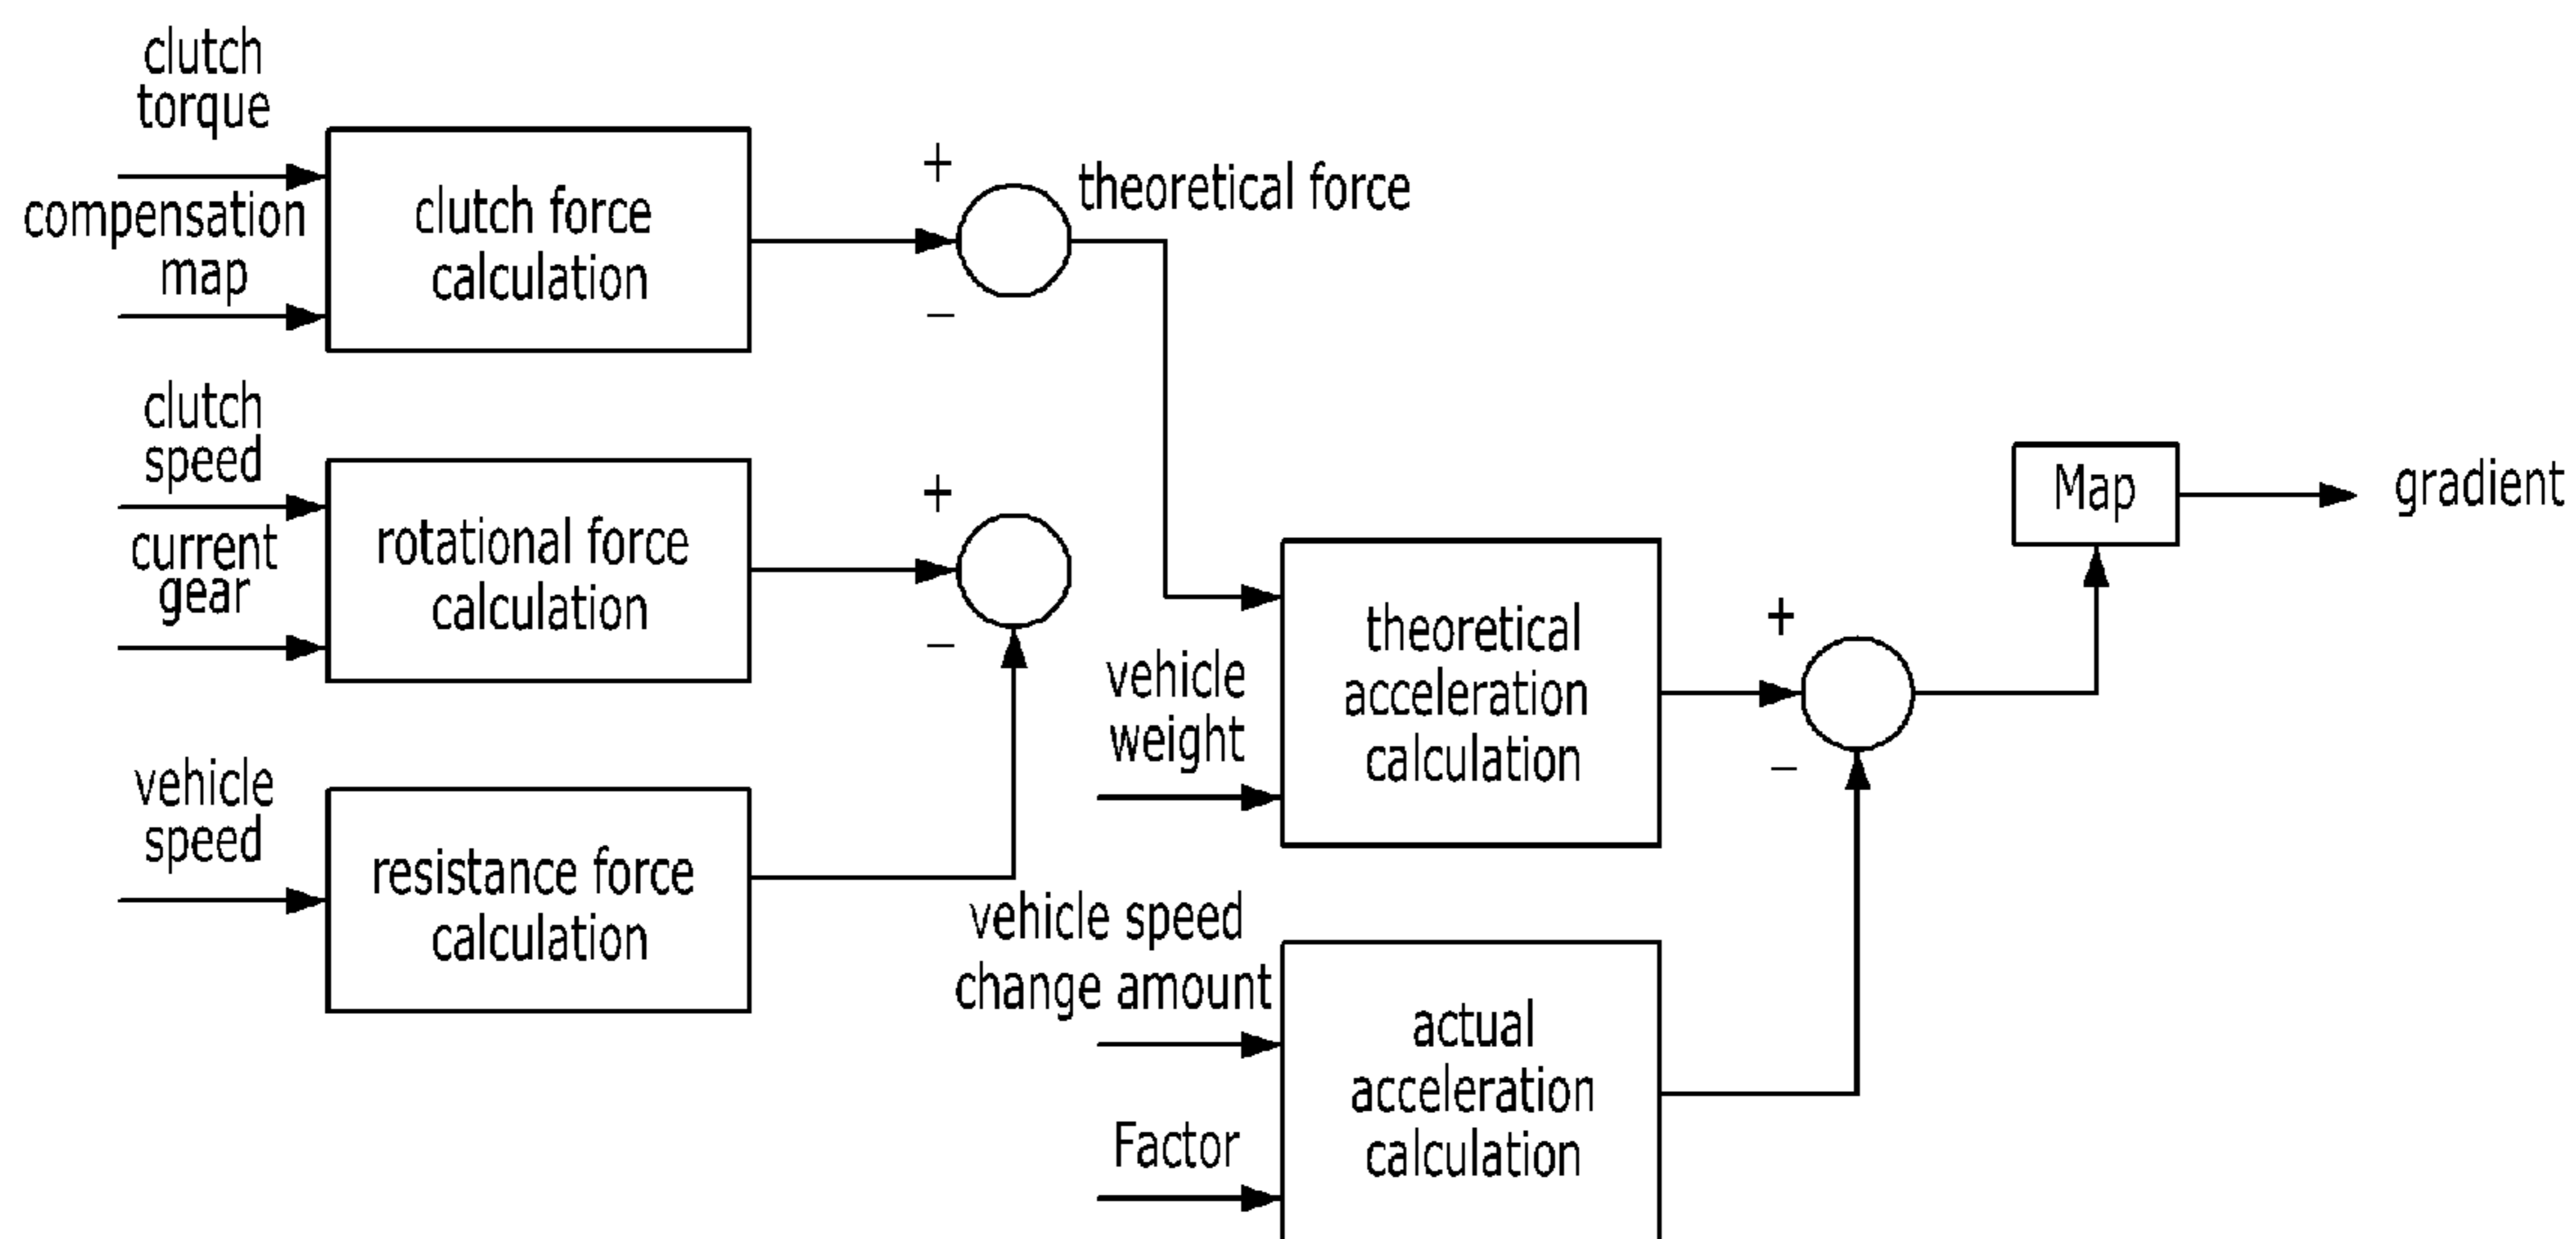 clutch
torque
compensation
map
clutch force
calculation
+
−
theoretical force
clutch
speed
current
gear
rotational force
calculation
+
−
vehicle
speed
resistance force
calculation
vehicle
weight
theoretical
acceleration
calculation
+
−
vehicle speed
change amount
Factor
actual
acceleration
calculation
Map
gradient